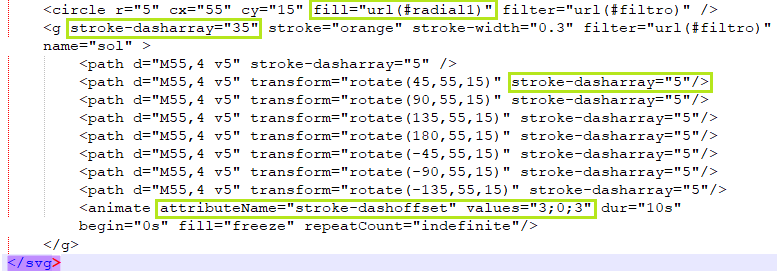 <circle r="5" cx="55" cy="15" fill="url(#radial1)" filter="url(#filtro)" />
<g stroke-dasharray="35" stroke="orange" stroke-width="0.3" filter="url(#filtro)"
name="sol" >
<path d="M55,4 v5" stroke-dasharray="5" />
<path d="M55,4 v5" transform="rotate(45,55,15)" stroke-dasharray="5"/>
<path d="M55,4 v5" transform="rotate(90,55,15)" stroke-dasharray="5"/>
<path d="M55,4 v5" transform="rotate(135,55,15)" stroke-dasharray="5"/>
<path d="M55,4 v5" transform="rotate(180,55,15)" stroke-dasharray="5"/>
<path d="M55,4 v5" transform="rotate(-45,55,15)" stroke-dasharray="5"/>
<path d="M55,4 v5" transform="rotate(-90,55,15)" stroke-dasharray="5"/>
<path d="M55,4 v5" transform="rotate(-135,55,15)" stroke-dasharray="5"/>
<animate attributeName="stroke-dashoffset" values="3;0;3" dur="10s"
begin="0s" fill="freeze" repeatCount="indefinite"/>
</g>
</svg>